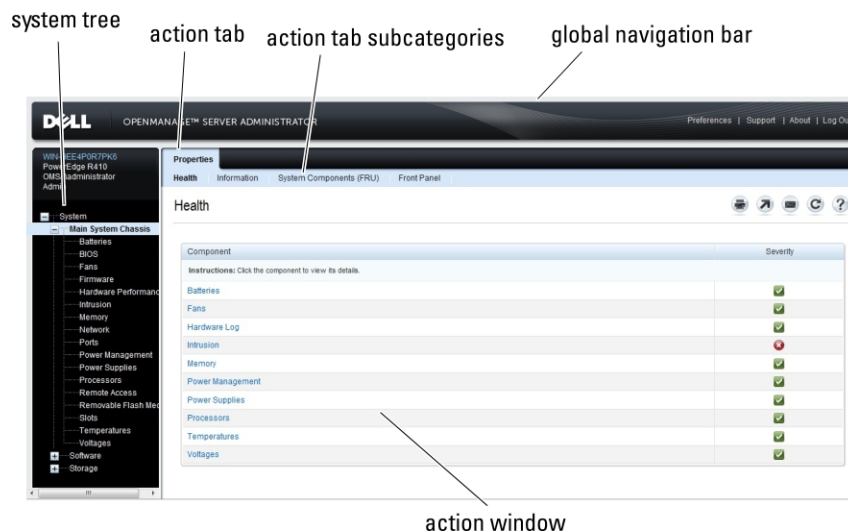 system tree
action tab
action tab subcategories
global navigation bar
DELL
OPENMANAGE™ SERVER ADMINISTRATOR
Preferences | Support | About | Log Ou
PowerEdge R410
Admin
Properties
Health Information System Components (FRU) Front Panel
Health
System
Main System Chassis
Batteries
BIOS
Fans
Firmware
Hardware Performanc
Intrusion
Memory
Network
Ports
Power Management
Power Supplies
Processors
Remote Access
Removable Flash Med
Slots
Temperatures
Voltages
Software
Storage
Component Severity
Instructions: Click the component to view its details.
Batteries
Fans
Hardware Log
Intrusion
Memory
Power Management
Power Supplies
Processors
Temperatures
Voltages
action window